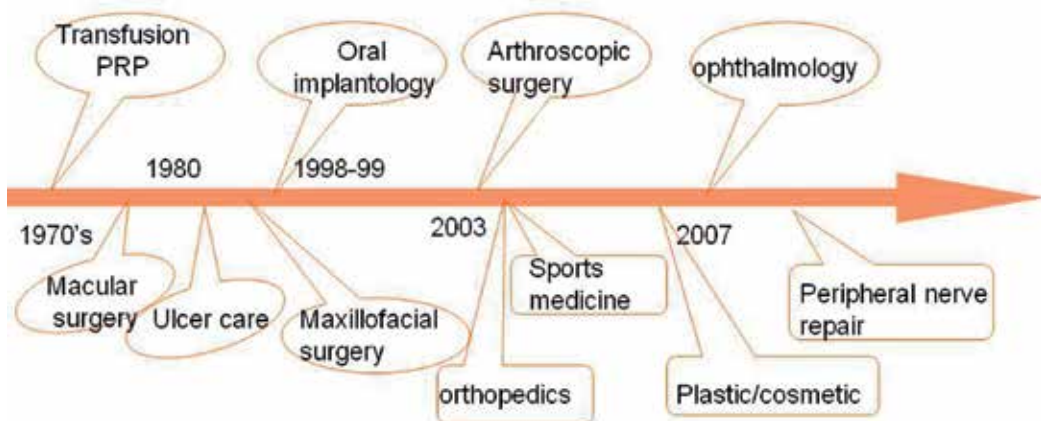 Transfusion
PRP
Oral
implantology
Arthroscopic
surgery
ophthalmology
1980
1998-99
1970's
2003
2007
Macular
surgery
Ulcer care
Maxillofacial
surgery
Sports
medicine
Peripheral nerve
repair
orthopedics
Plastic/cosmetic